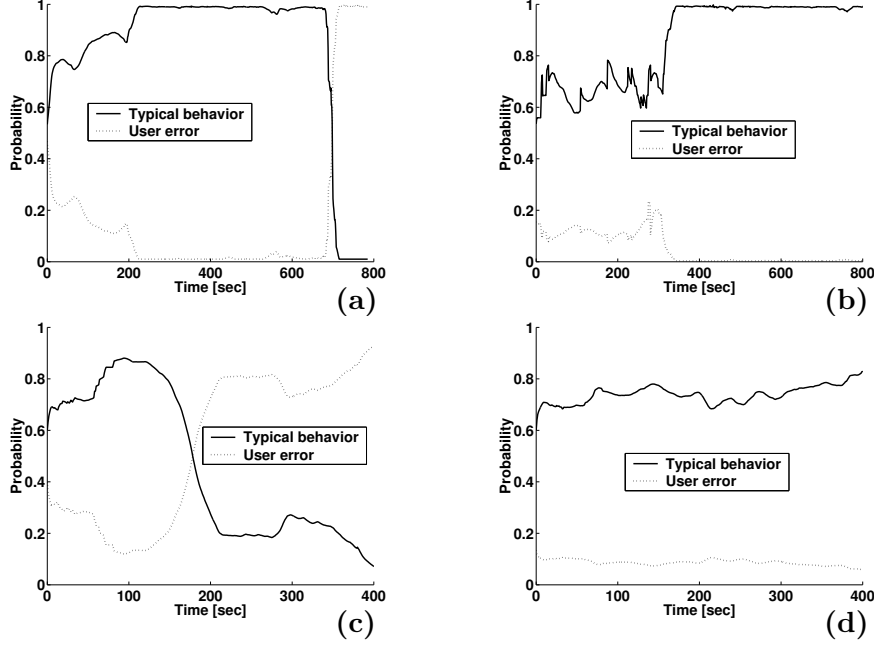 1
0.8
0.6
0.4
0.2
0
Probability
Typical behavior
User error
0 200 400 600 800
Time [sec]
(a)
1
0.8
0.6
0.4
0.2
0
Probability
Typical behavior
User error
0 200 400 600 800
Time [sec]
(b)
1
0.8
0.6
0.4
0.2
0
Probability
Typical behavior
User error
0 100 200 300 400
Time [sec]
(c)
1
0.8
0.6
0.4
0.2
0
Probability
Typical behavior
User error
0 100 200 300 400
Time [sec]
(d)